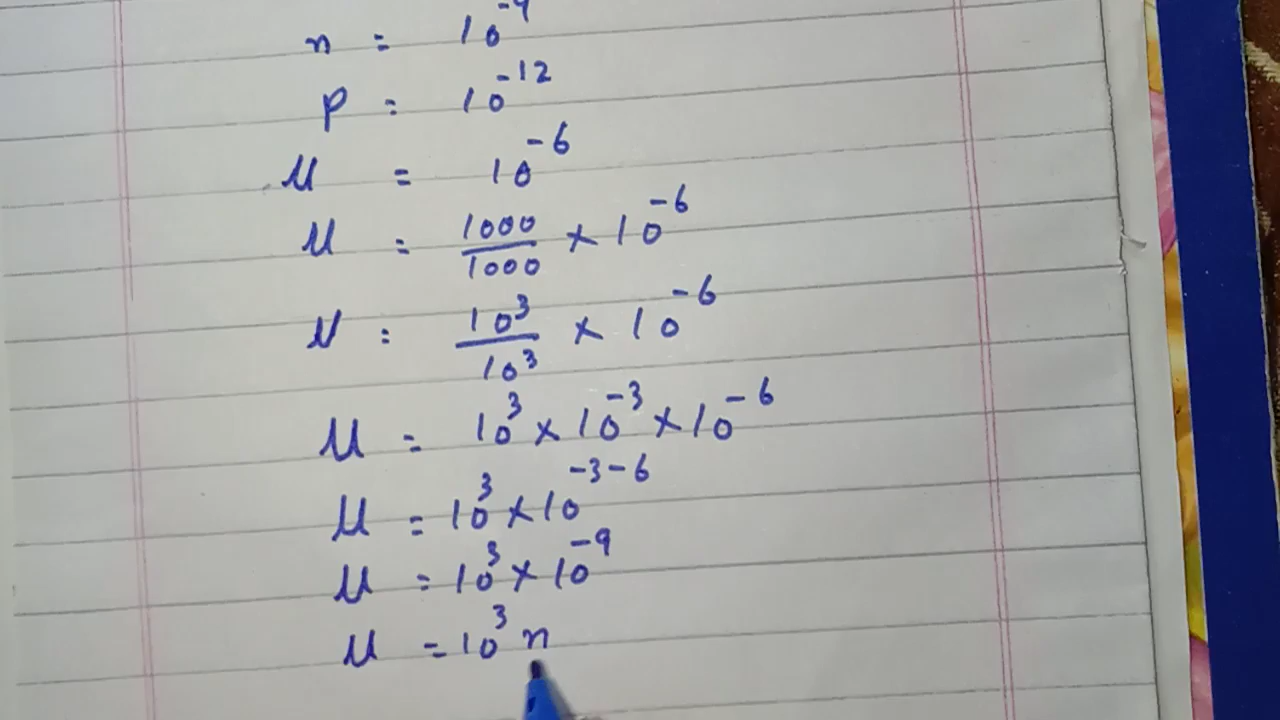 n = 10^-9
p = 10^-12
μ = 10^-6
μ = 1000/1000 × 10^-6
μ = 10^3/10^3 × 10^-6
μ = 10^3 × 10^-3 × 10^-6
μ = 10^3 × 10^-3-6
μ = 10^3 × 10^-9
μ = 10^3 n